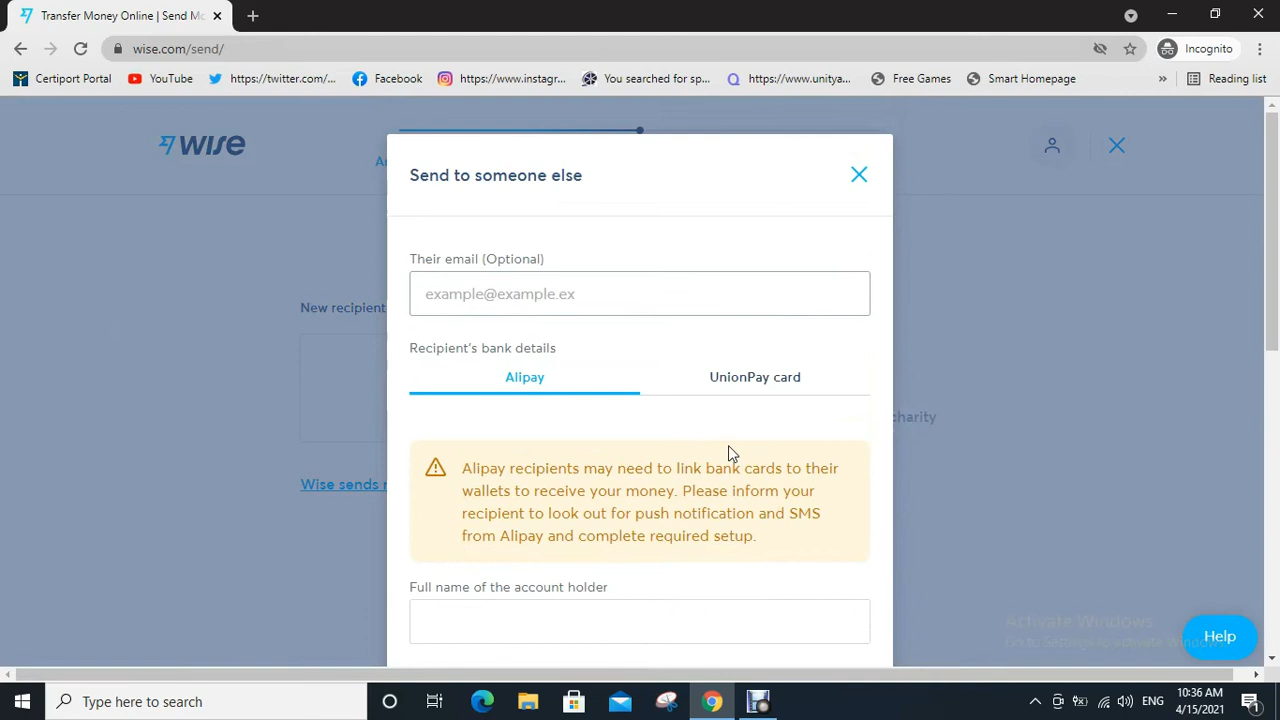 Transfer Money Online | Send Mo
wise.com/send/
Incognito
Certiport Portal
YouTube
https://twitter.com/...
Facebook
https://www.instagr...
You searched for sp...
https://www.unitya...
Free Games
Smart Homepage
»
Reading list
wise
Send to someone else
Their email (Optional)
example@example.ex
New recipient
Recipient's bank details
Alipay
UnionPay card
charity
Alipay recipients may need to link bank cards to their
wallets to receive your money. Please inform your
recipient to look out for push notification and SMS
from Alipay and complete required setup.
Wise sends
Full name of the account holder
Activate Windows
Go to Settings to activate Windows.
Help
Type here to search
ENG
10:36 AM
4/15/2021
1